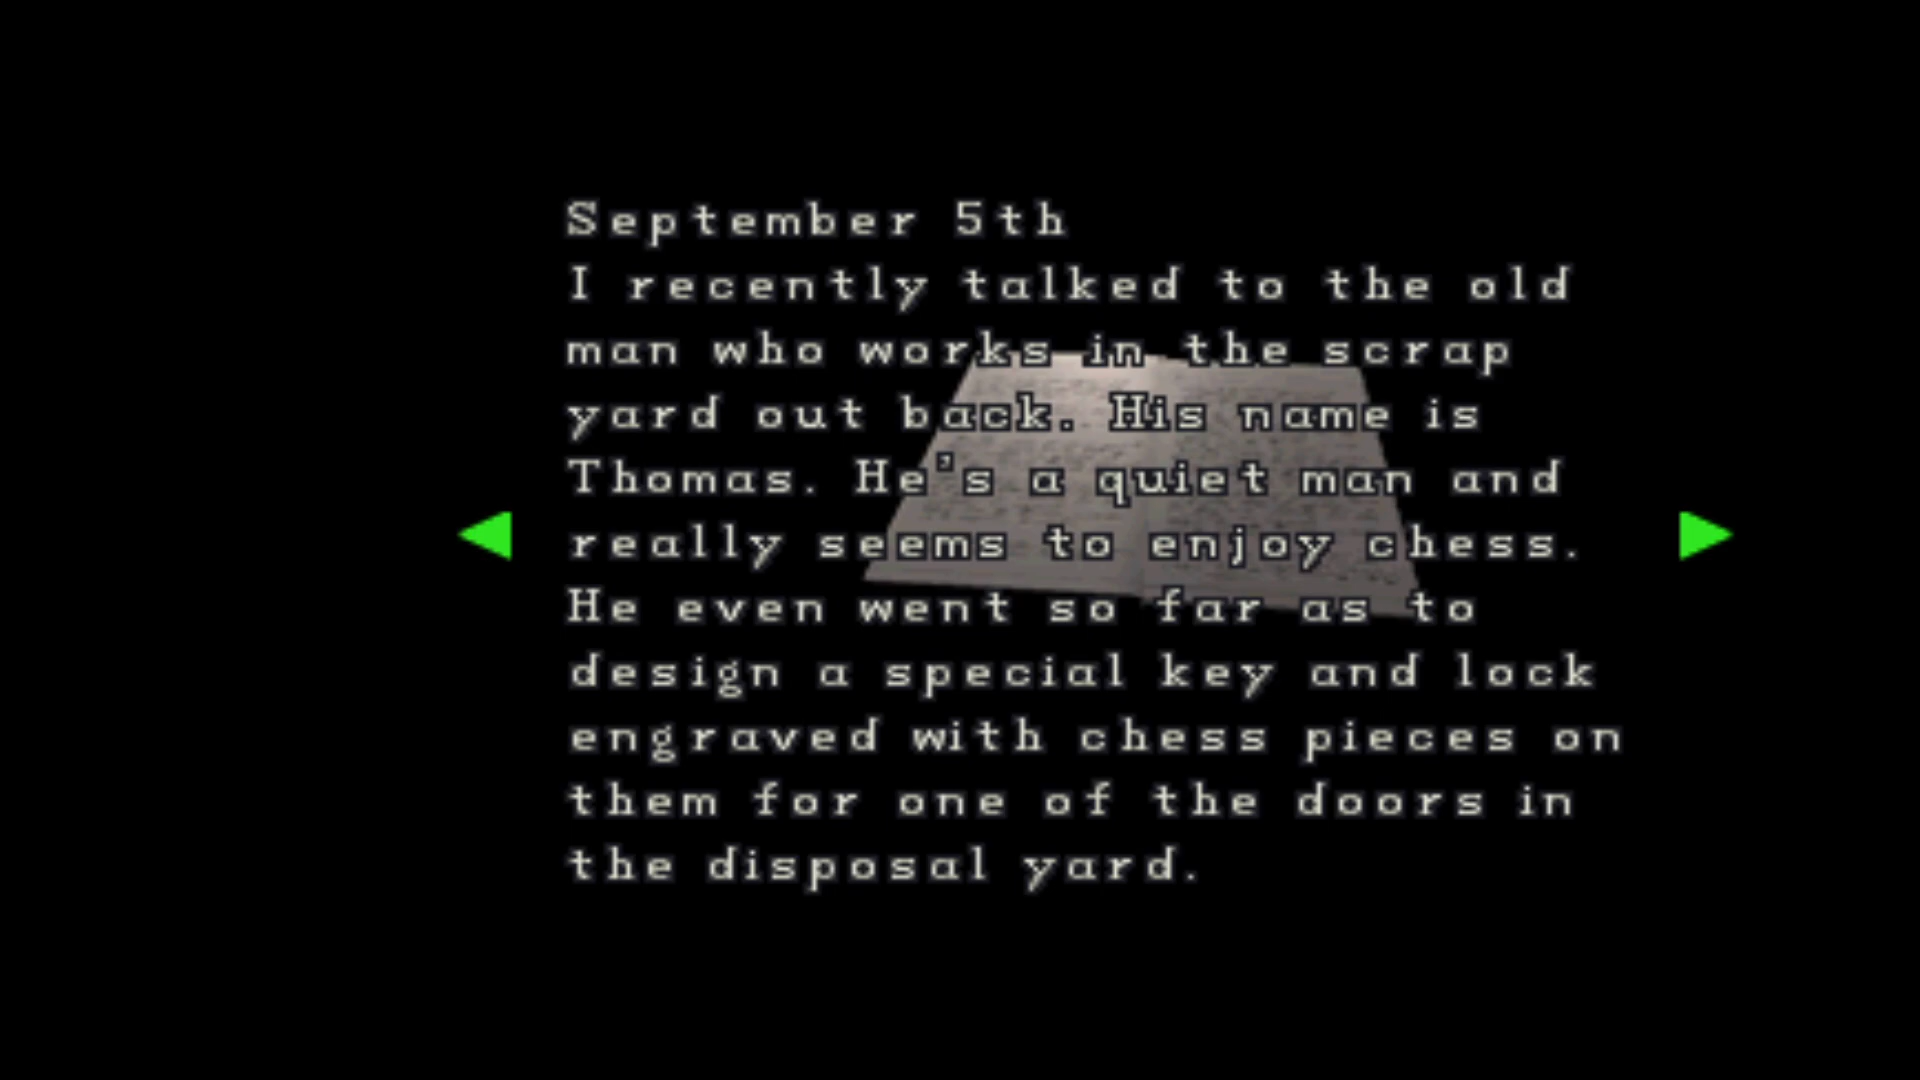 September 5th
I recently talked to the old
man who works in the scrap
yard out back. His name is
Thomas. He's a quiet man and
really seems to enjoy chess.
He even went so far as to
design a special key and lock
engraved with chess pieces on
them for one of the doors in
the disposal yard.